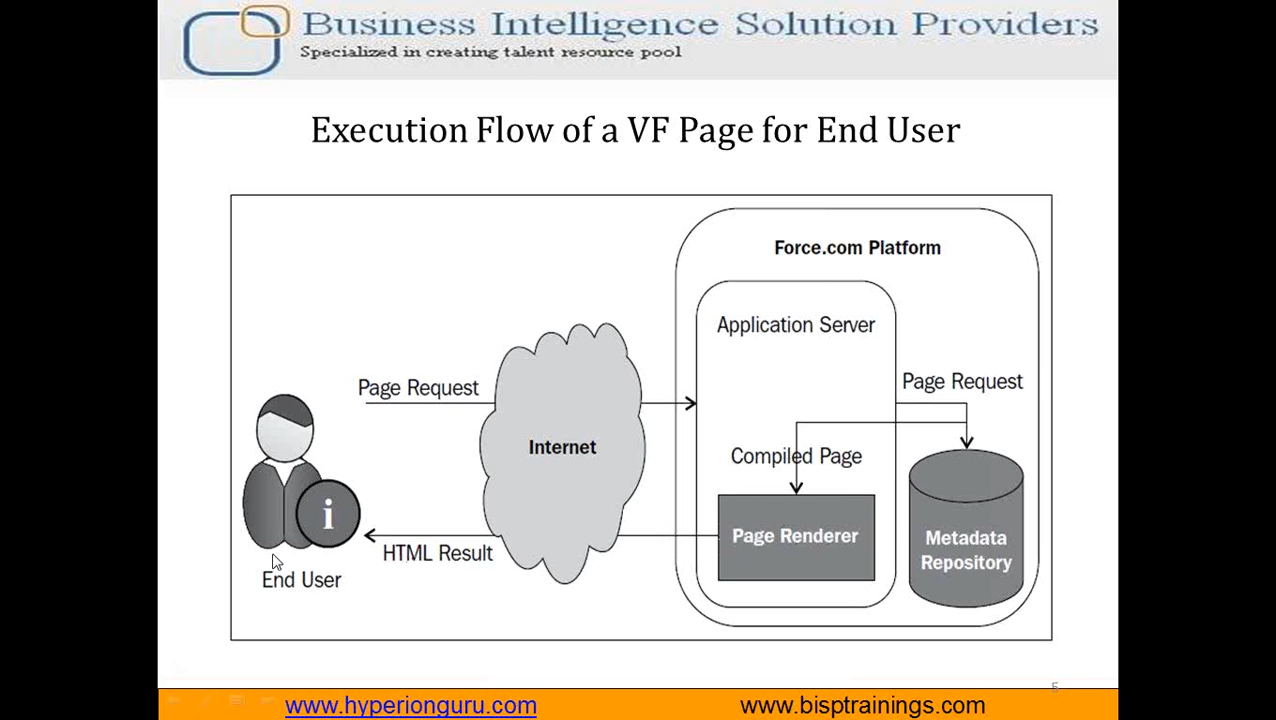 Business Intelligence Solution Providers
Specialized in creating talent resource pool
Execution Flow of a VF Page for End User
Force.com Platform
Application Server
Page Request
Page Request
Internet
Compiled Page
Page Renderer
Metadata
Repository
HTML Result
i
End User
5
www.hyperionguru.com
www.bisptrainings.com